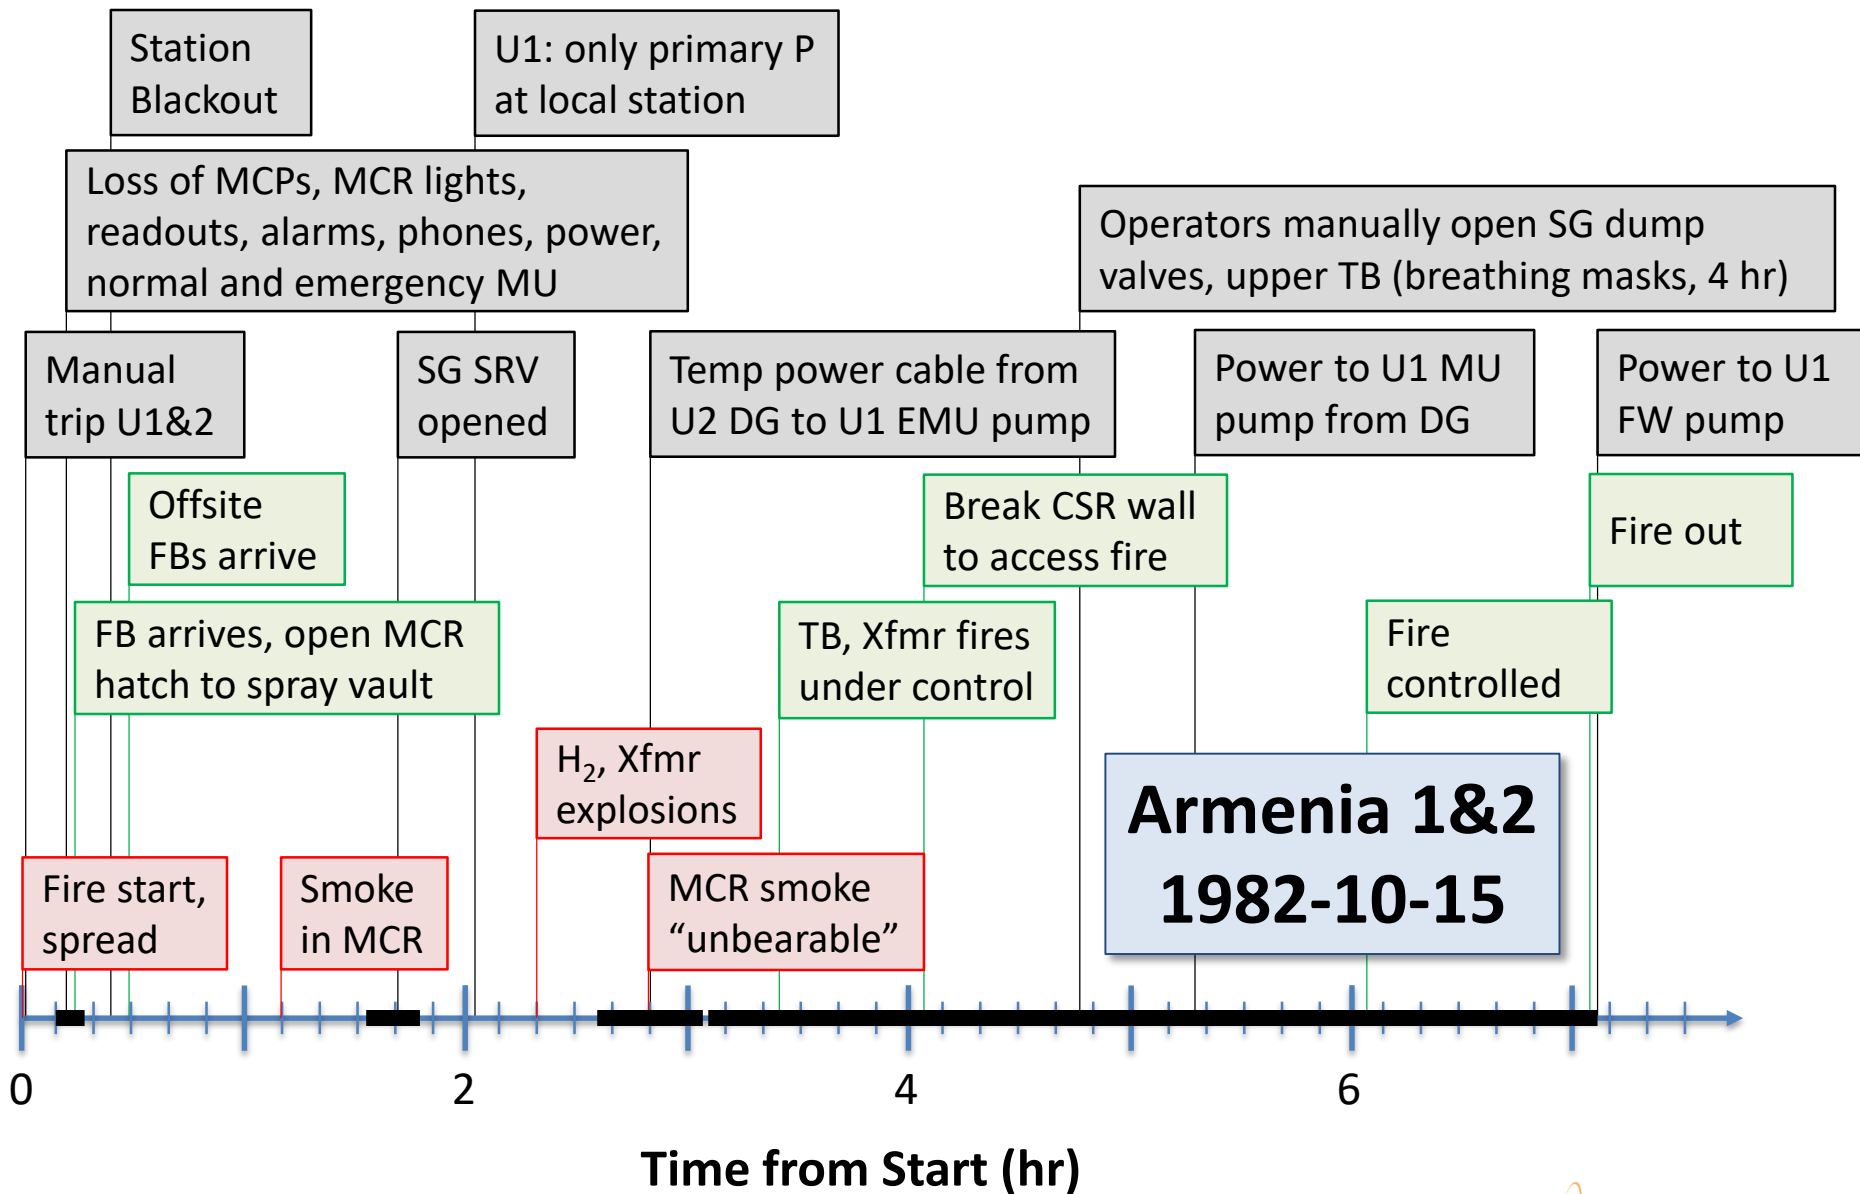 Station
Blackout
U1: only primary P
at local station
Loss of MCPs, MCR lights,
readouts, alarms, phones, power,
normal and emergency MU
Operators manually open SG dump
valves, upper TB (breathing masks, 4 hr)
Manual
trip U1&2
SG SRV
opened
Temp power cable from
U2 DG to U1 EMU pump
Power to U1 MU
pump from DG
Power to U1
FW pump
Offsite
FBs arrive
Break CSR wall
to access fire
Fire out
FB arrives, open MCR
hatch to spray vault
TB, Xfmr fires
under control
Fire
controlled
H₂, Xfmr
explosions
Armenia 1&2
1982-10-15
Fire start,
spread
Smoke
in MCR
MCR smoke
“unbearable”
0 2 4 6
Time from Start (hr)